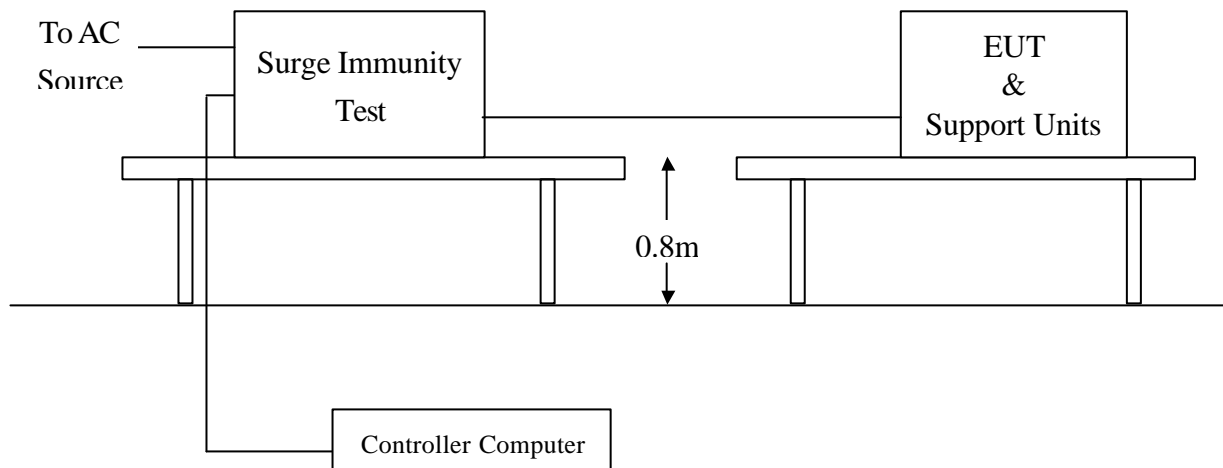 To AC
Source
Surge Immunity
Test
EUT
&
Support Units
0.8m
Controller Computer